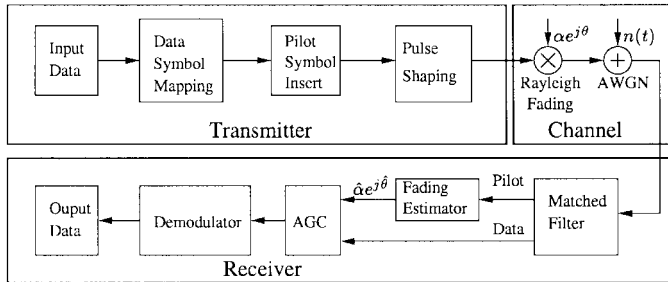 Input
Data
Data
Symbol
Mapping
Pilot
Symbol
Insert
Pulse
Shaping
Transmitter
αe^{jθ}
n(t)
Rayleigh
Fading
AWGN
Channel
Ouput
Data
Demodulator
AGC
α̂e^{jθ̂}
Fading
Estimator
Pilot
Data
Matched
Filter
Receiver